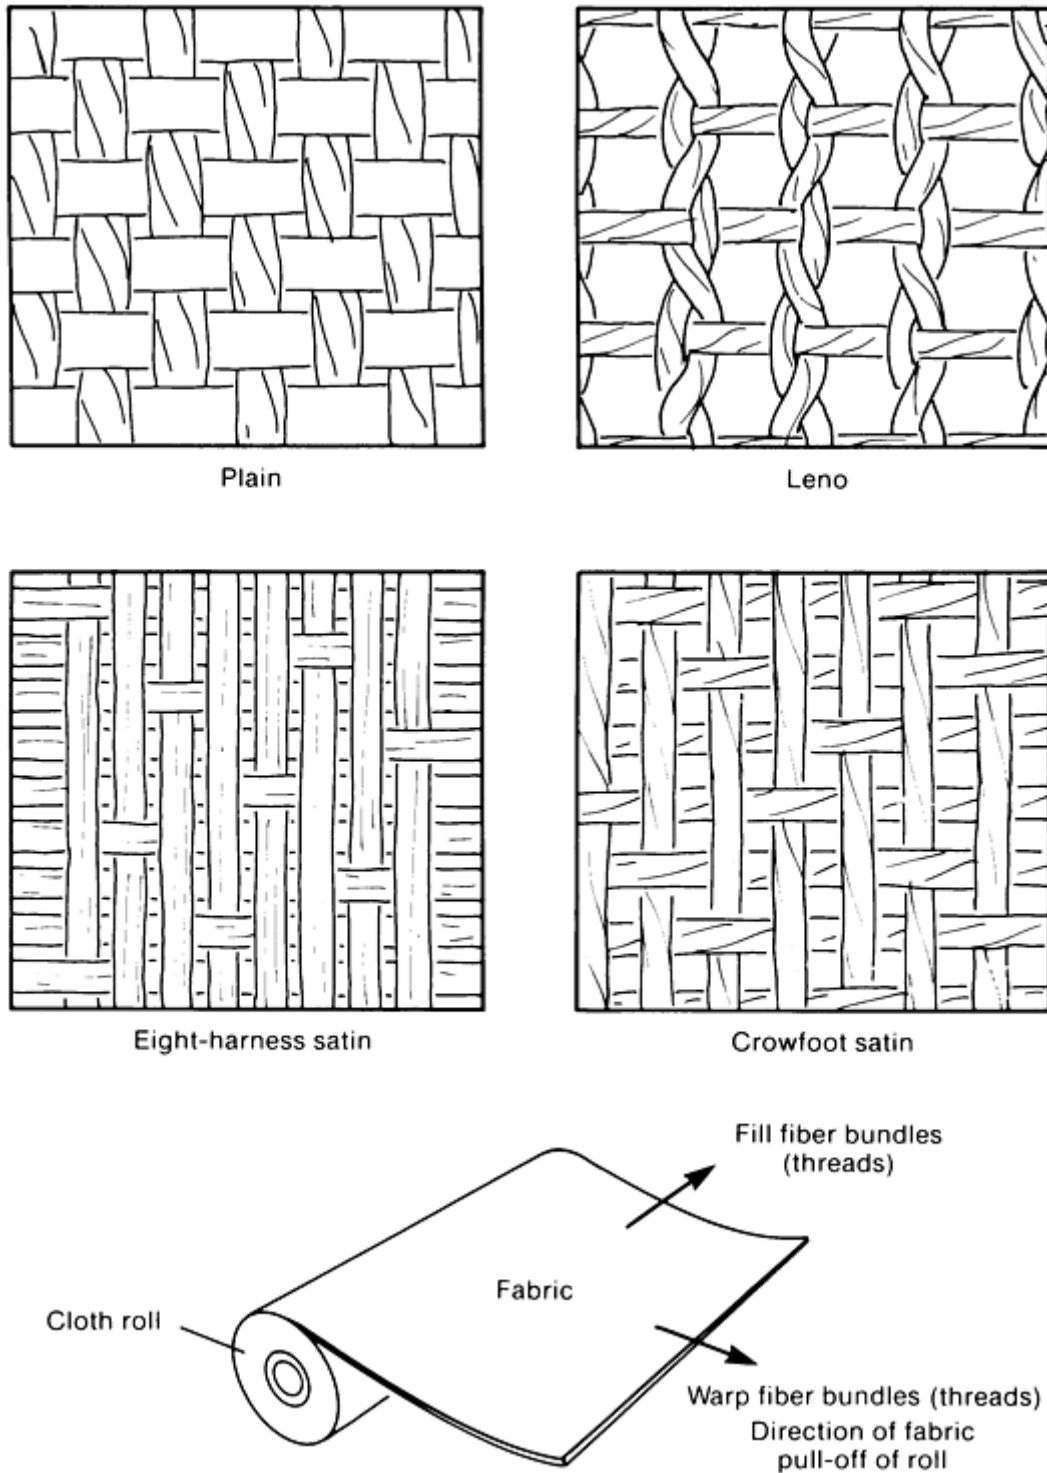 Plain
Leno
Eight-harness satin
Crowfoot satin
Fill fiber bundles
(threads)
Fabric
Cloth roll
Warp fiber bundles (threads)
Direction of fabric
pull-off of roll